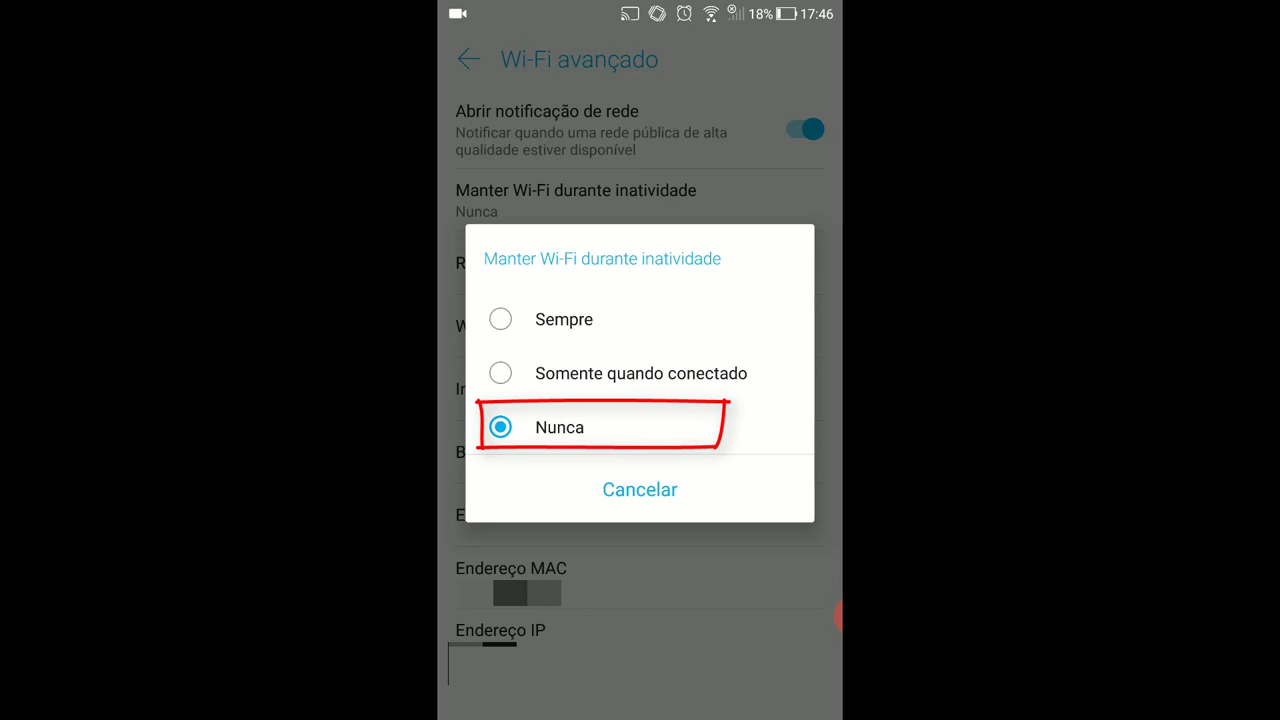 18% 17:46
Wi-Fi avançado
Abrir notificação de rede
Notificar quando uma rede pública de alta
qualidade estiver disponível
Manter Wi-Fi durante inatividade
Nunca
Manter Wi-Fi durante inatividade
Sempre
Somente quando conectado
Nunca
Cancelar
Endereço MAC
Endereço IP